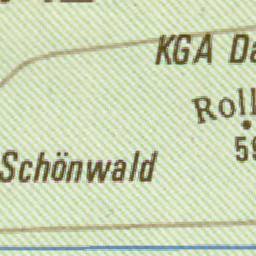 KGA Da
Roll
59
Schönwald